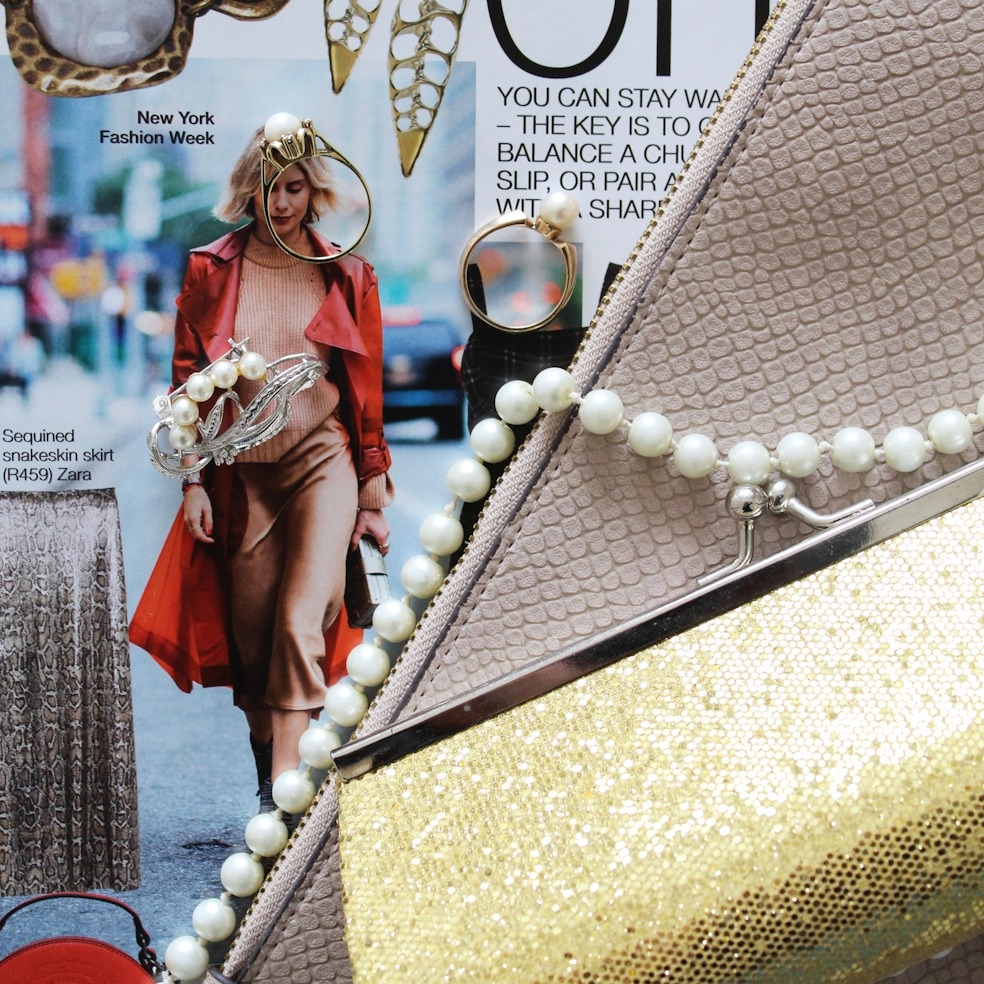 New York
Fashion Week
YOU CAN STAY
– THE KEY IS TO
BALANCE A
SLIP, OR PAIR
A
Sequined
snakeskin skirt
(R459) Zara